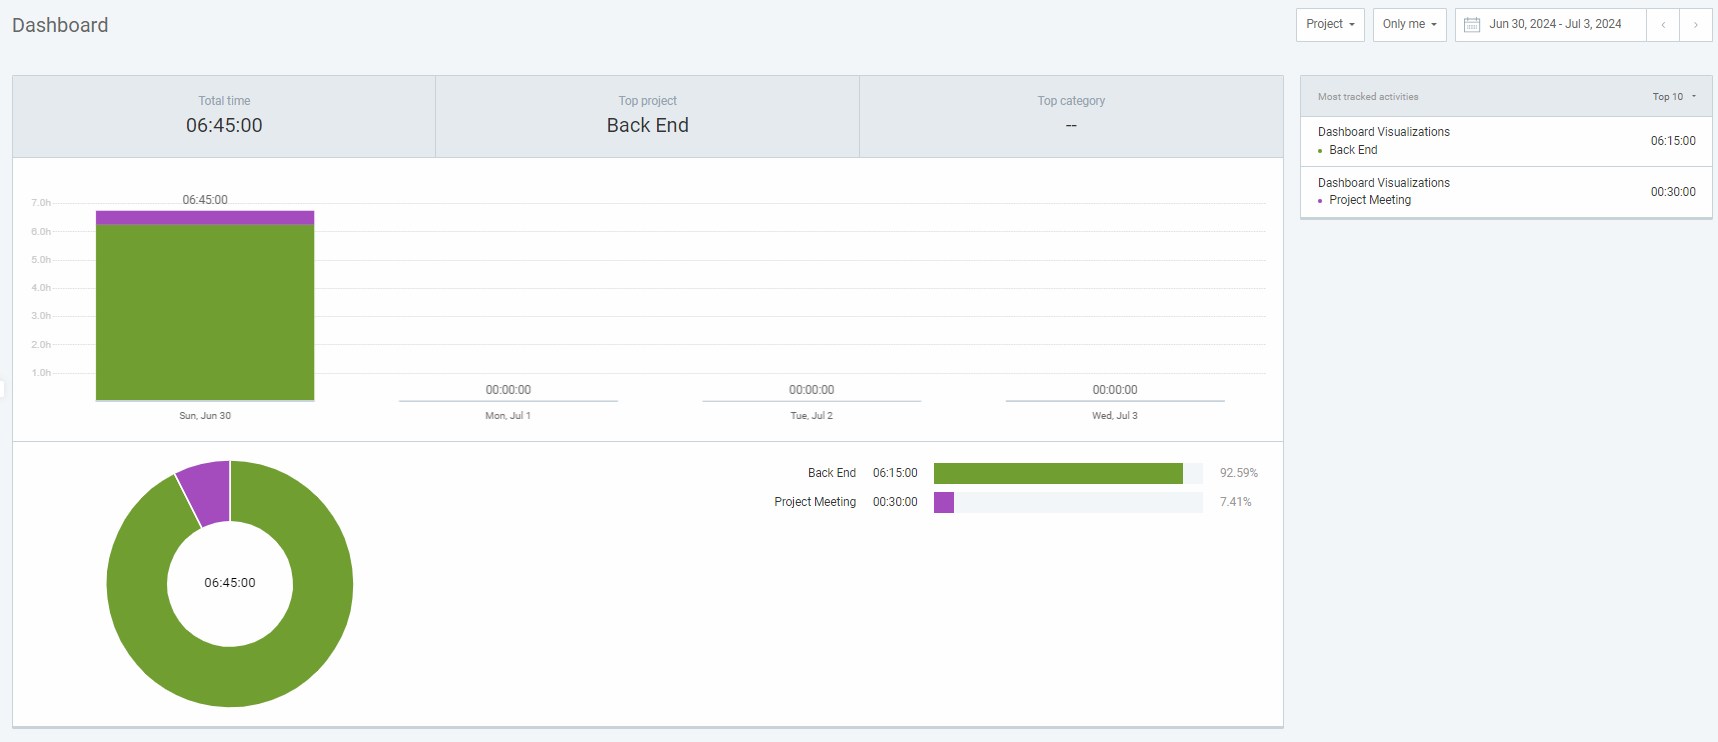 Dashboard
Project
Only me
Jun 30, 2024 - Jul 3, 2024
Total time
06:45:00
Top project
Back End
Top category
--
Most tracked activities
Top 10
Dashboard Visualizations
Back End
06:15:00
Dashboard Visualizations
Project Meeting
00:30:00
7.0h
6.0h
5.0h
4.0h
3.0h
2.0h
1.0h
06:45:00
00:00:00
00:00:00
00:00:00
Sun, Jun 30
Mon, Jul 1
Tue, Jul 2
Wed, Jul 3
06:45:00
Back End 06:15:00 92.59%
Project Meeting 00:30:00 7.41%